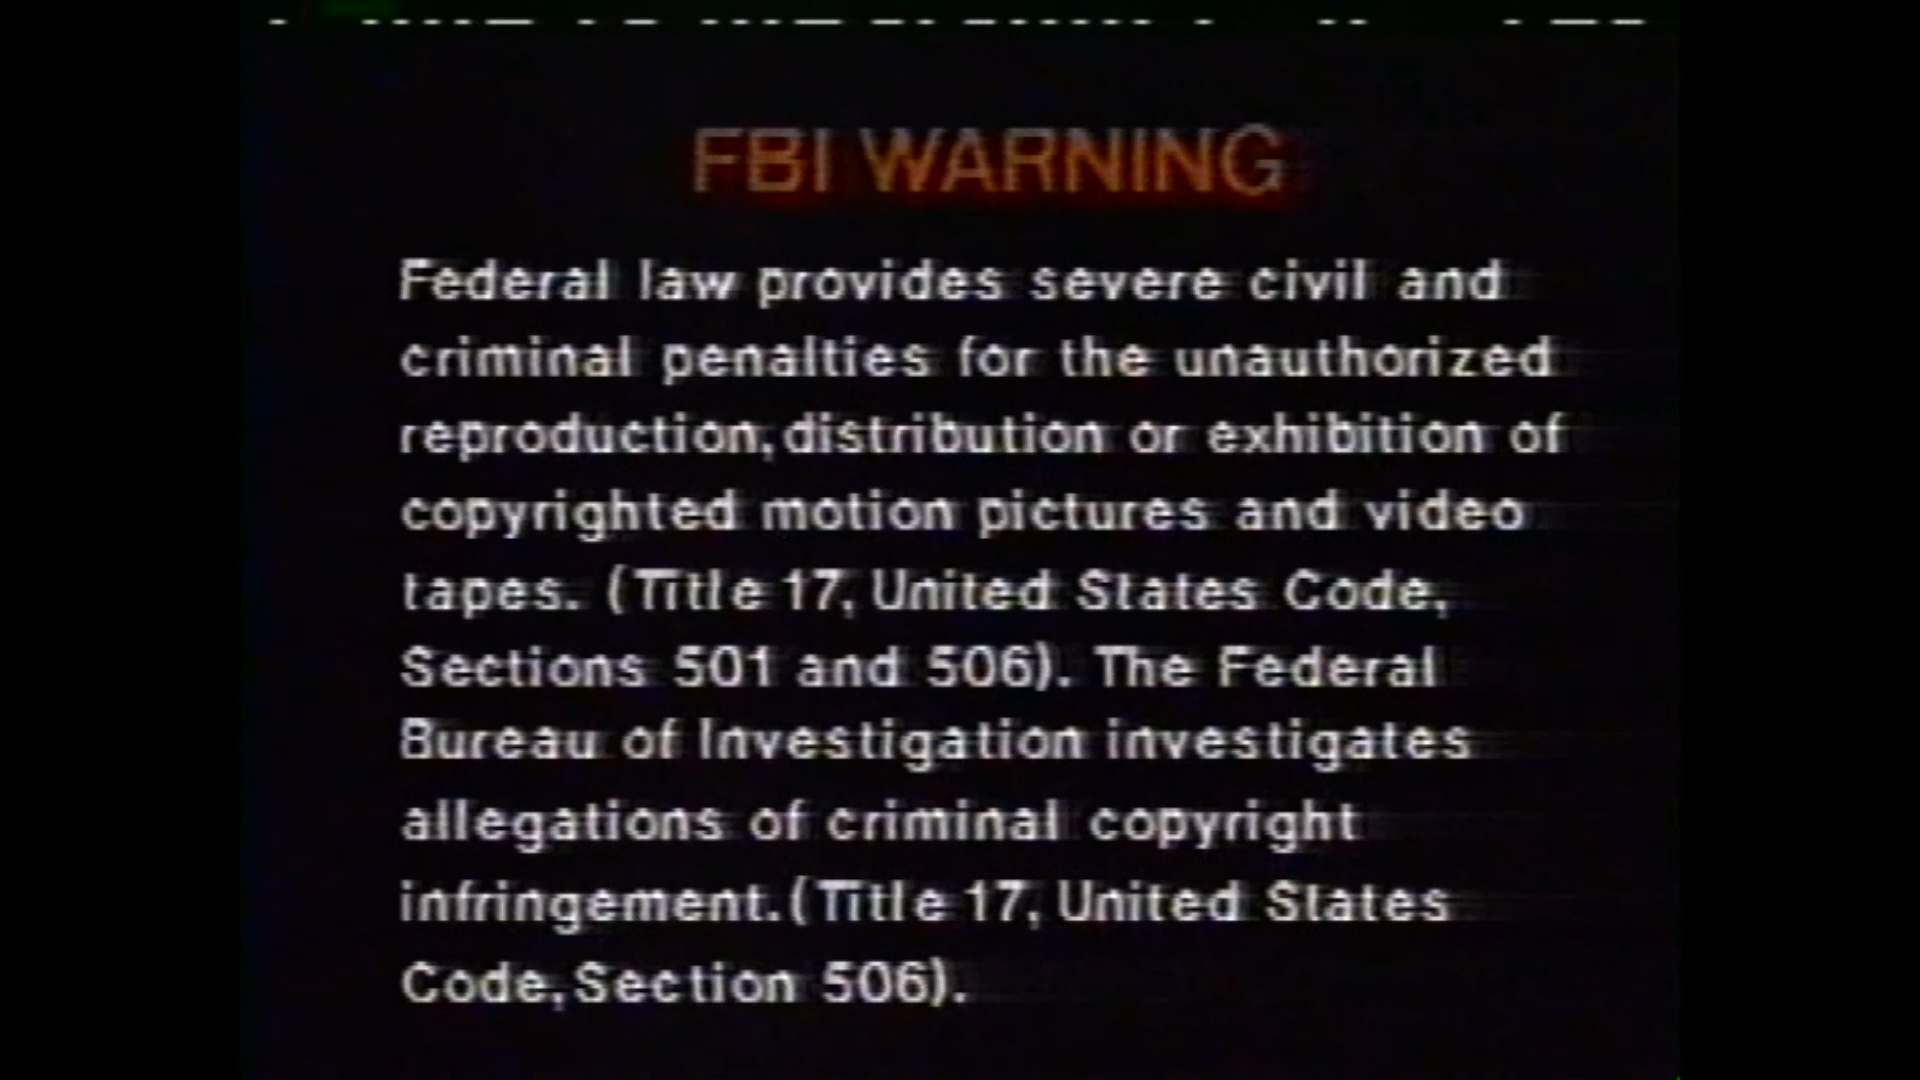 FBI WARNING
Federal law provides severe civil and
criminal penalties for the unauthorized
reproduction, distribution or exhibition of
copyrighted motion pictures and video
tapes. (Title 17, United States Code,
Sections 501 and 506). The Federal
Bureau of Investigation investigates
allegations of criminal copyright
infringement. (Title 17, United States
Code, Section 506).